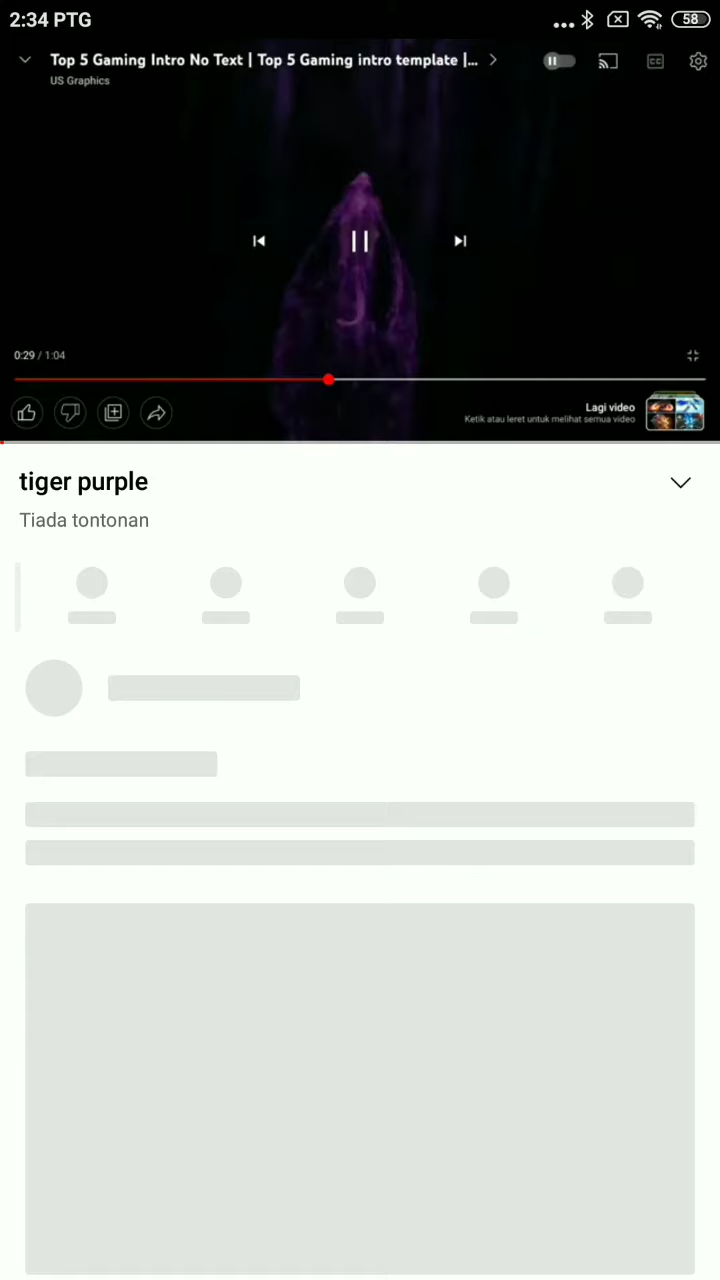 2:34 PTG
58
Top 5 Gaming Intro No Text | Top 5 Gaming intro template |...
US Graphics
CC
0:29 / 1:04
Lagi video
Ketik atau leret untuk melihat semua video
tiger purple
Tiada tontonan